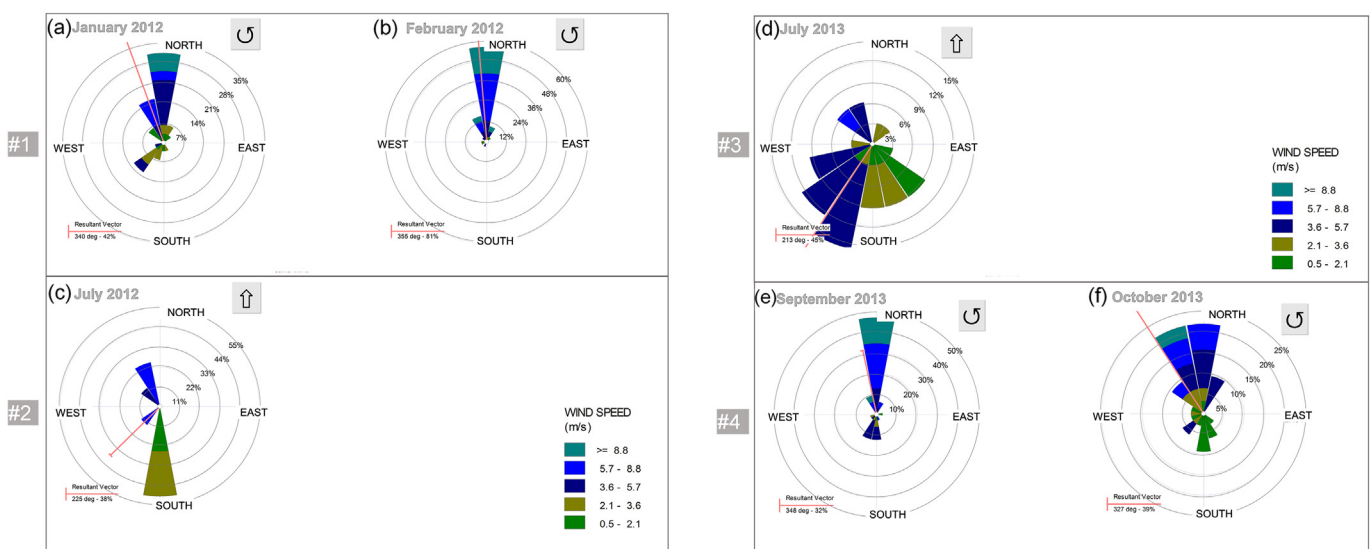 #1
(a) January 2012
NORTH
35%
28%
21%
14%
7%
WEST
EAST
SOUTH
Resultant Vector
340 deg - 42%
(b) February 2012
NORTH
60%
48%
36%
24%
12%
WEST
EAST
SOUTH
Resultant Vector
355 deg - 81%
#2
(c) July 2012
NORTH
55%
44%
33%
22%
11%
WEST
EAST
SOUTH
Resultant Vector
225 deg - 38%
WIND SPEED
(m/s)
>= 8.8
5.7 - 8.8
3.6 - 5.7
2.1 - 3.6
0.5 - 2.1
#3
(d) July 2013
NORTH
15%
12%
9%
6%
3%
WEST
EAST
SOUTH
Resultant Vector
213 deg - 45%
WIND SPEED
(m/s)
>= 8.8
5.7 - 8.8
3.6 - 5.7
2.1 - 3.6
0.5 - 2.1
#4
(e) September 2013
NORTH
50%
40%
30%
20%
10%
WEST
EAST
SOUTH
Resultant Vector
348 deg - 32%
(f) October 2013
NORTH
25%
20%
15%
10%
5%
WEST
EAST
SOUTH
Resultant Vector
327 deg - 39%